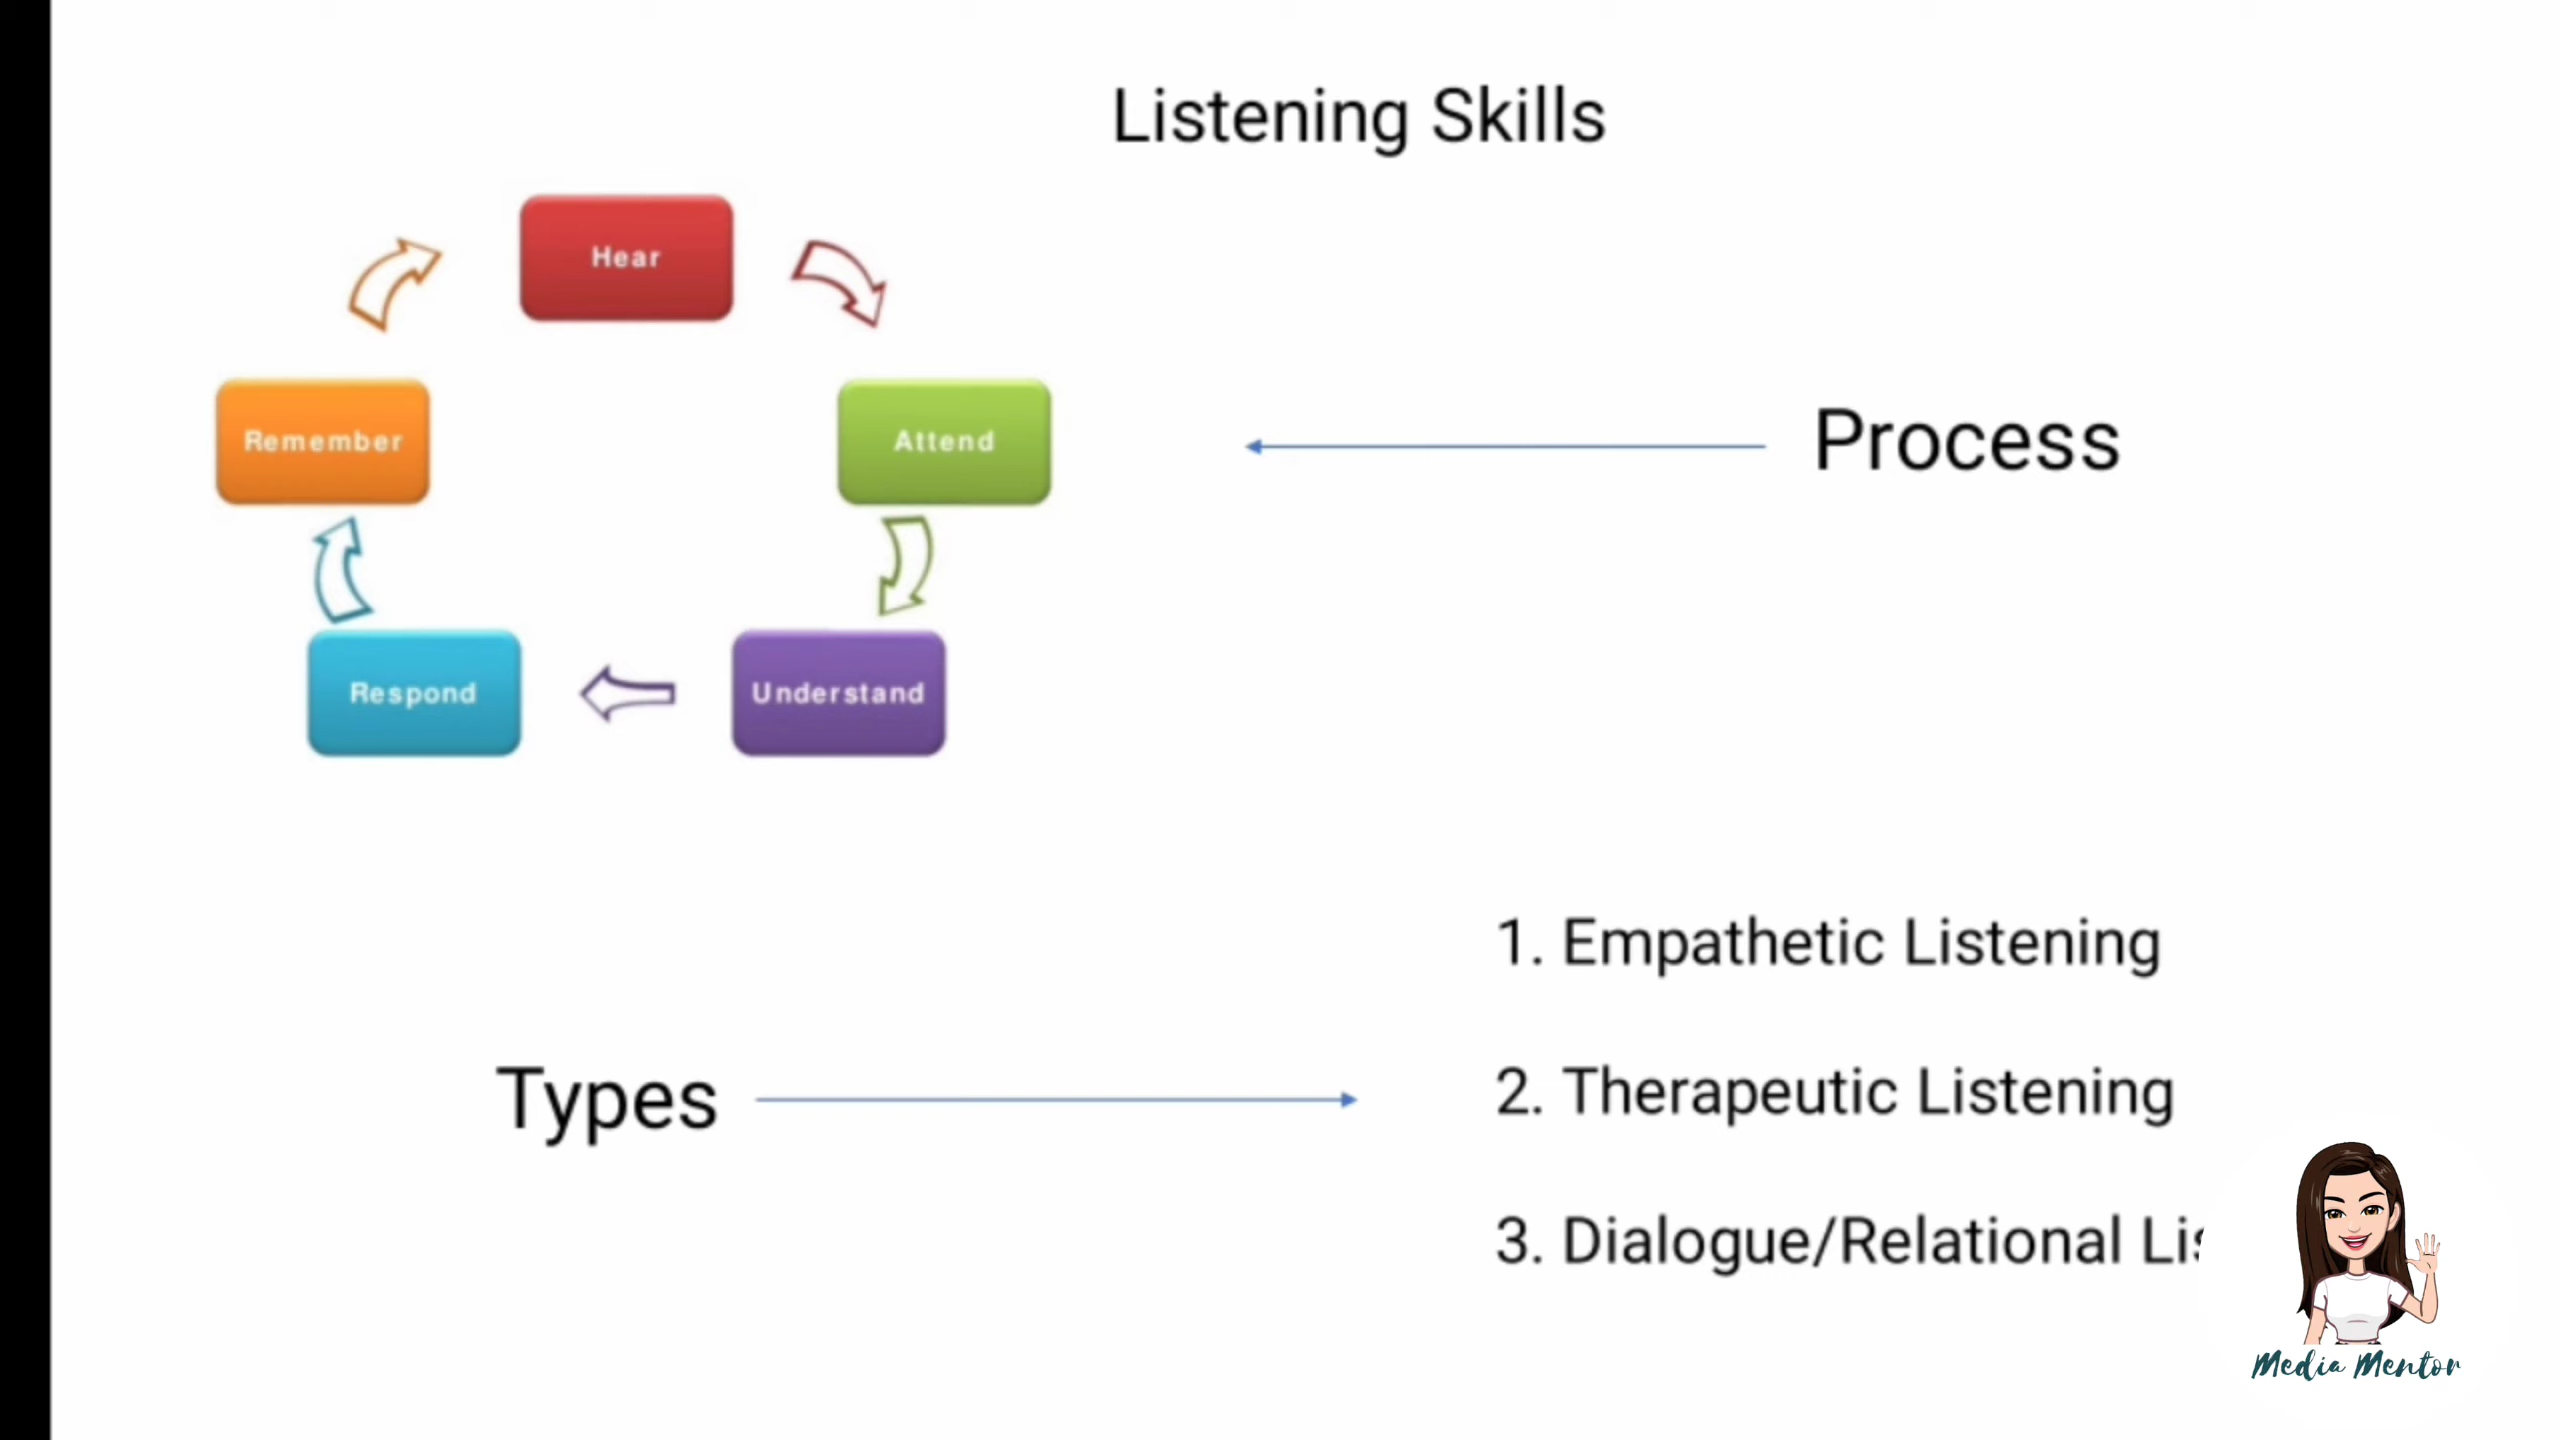 Listening Skills
Hear
Remember
Attend
Process
Respond
Understand
1. Empathetic Listening
Types
2. Therapeutic Listening
3. Dialogue/Relational
Media Mentor